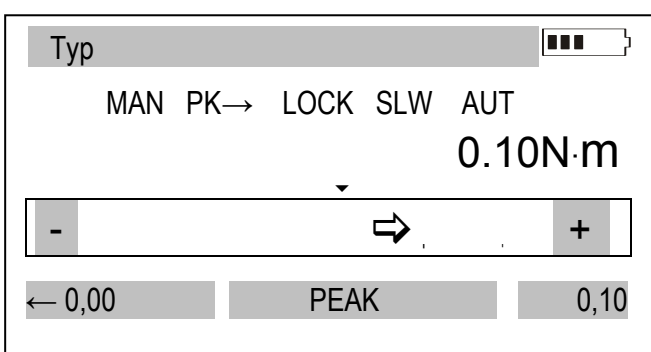 Typ
MAN PK→ LOCK SLW AUT
0.10N·m
- +
← 0,00 PEAK 0,10